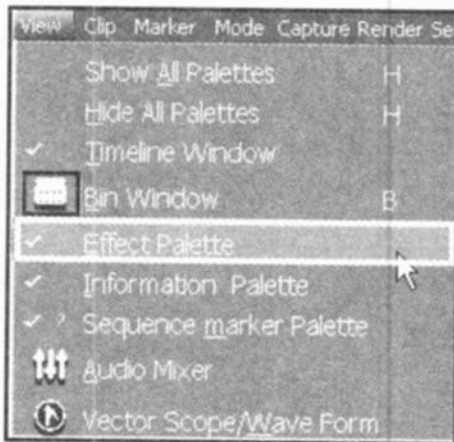 View Clip Marker Mode Capture Render Se
Show All Palettes H
Hide All Palettes H
Timeline Window
Bin Window B
Effect Palette
Information Palette
Sequence marker Palette
Audio Mixer
Vector Scope/Wave Form